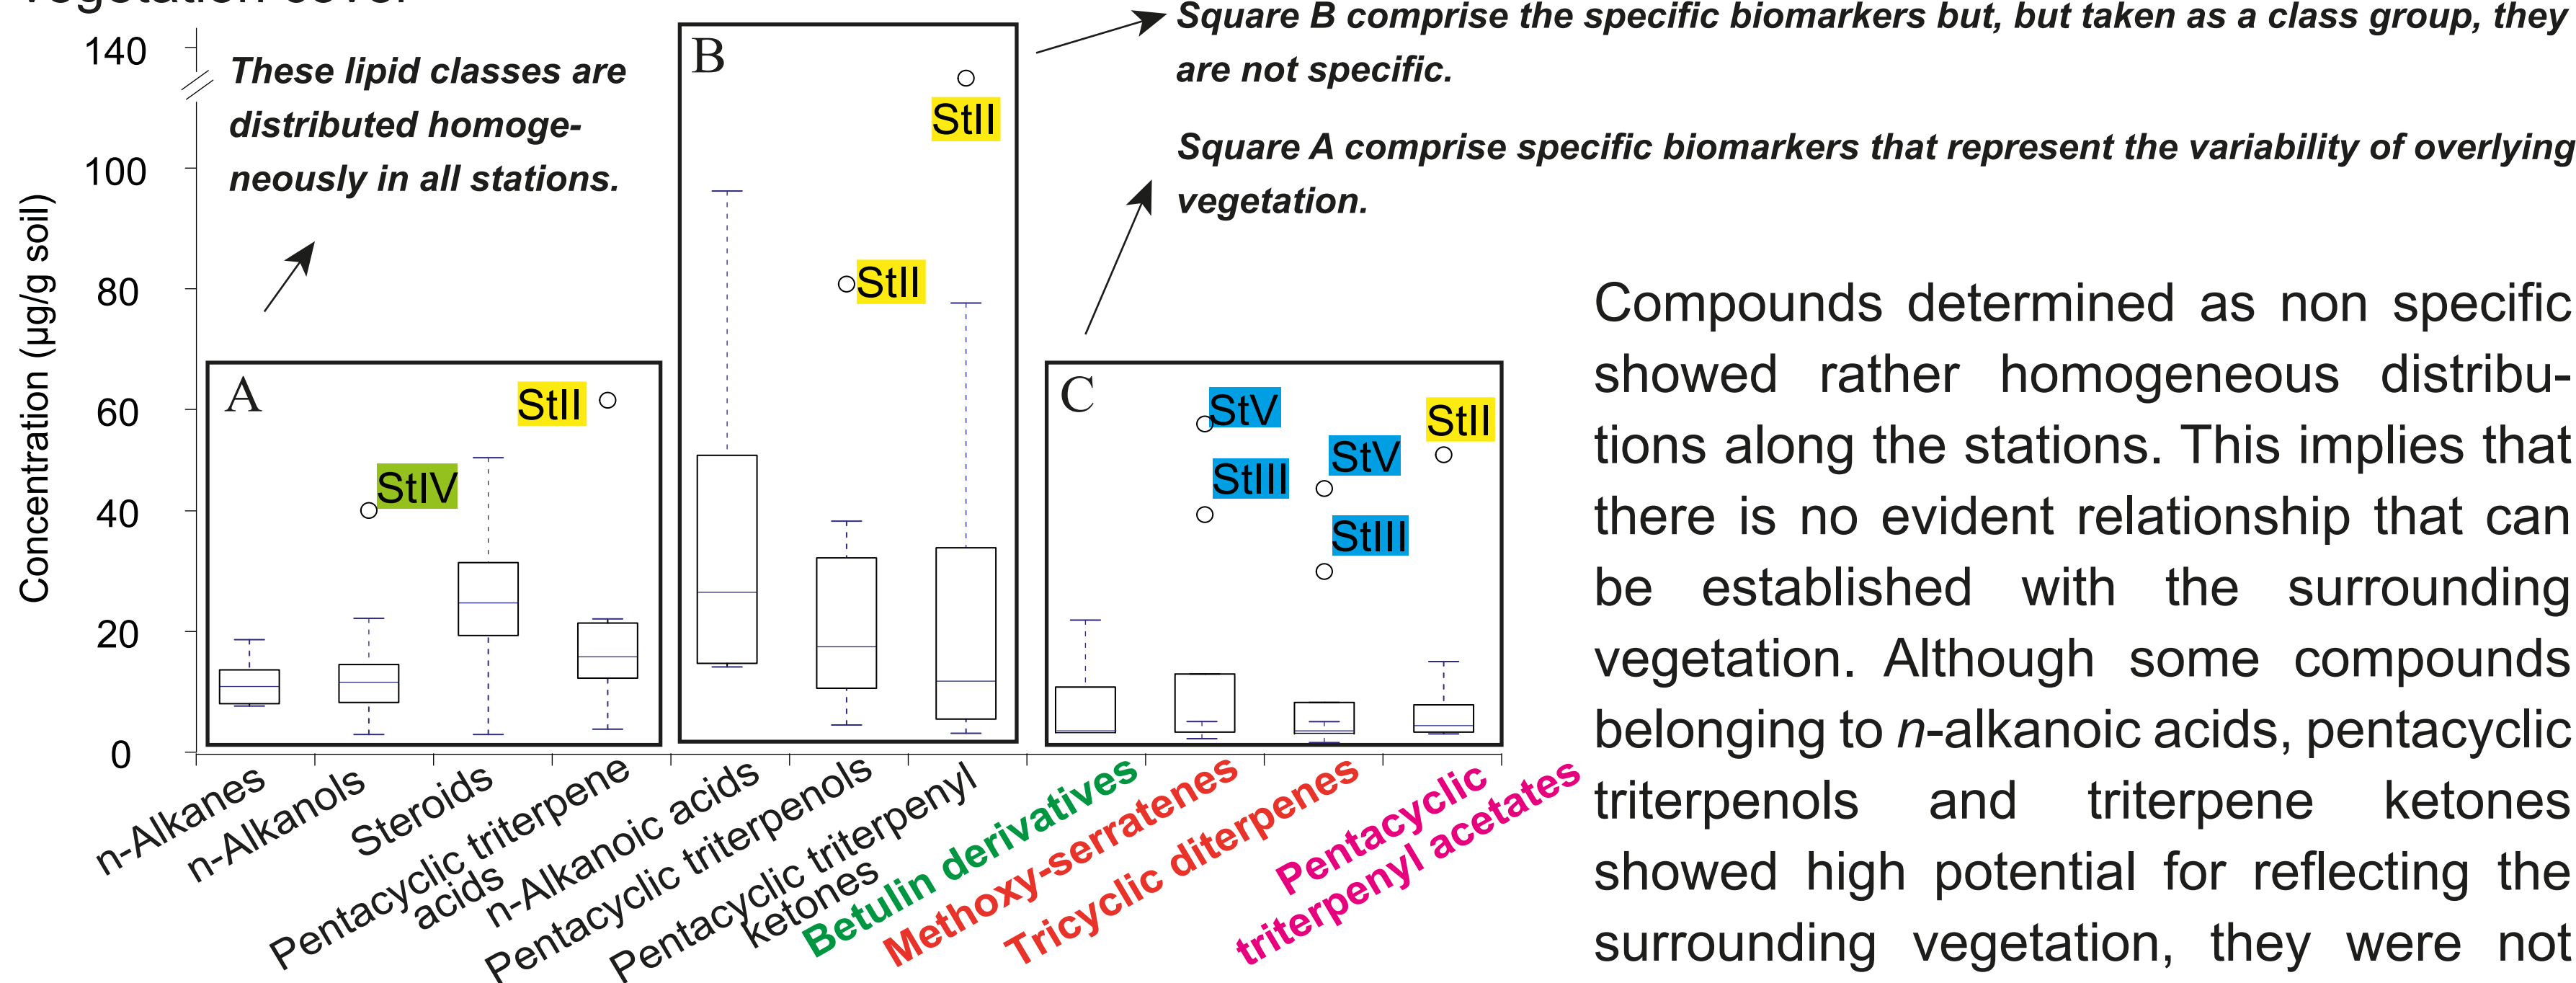 vegetation cover
Square B comprise the specific biomarkers but, but taken as a class group, they
are not specific.
Square A comprise specific biomarkers that represent the variability of overlying
vegetation.
These lipid classes are
distributed homoge-
neously in all stations.
Concentration (µg/g soil)
140
100
80
60
40
20
0
A
StIV
StII
B
StII
StII
C
StV
StIII
StV
StIII
StII
n-Alkanes
n-Alkanols
Steroids
Pentacyclic triterpene
acids
n-Alkanoic acids
Pentacyclic triterpenols
Pentacyclic triterpenyl
ketones
Betulin derivatives
Methoxy-serratenes
Tricyclic diterpenes
Pentacyclic
triterpenyl acetates
Compounds determined as non specific
showed rather homogeneous distribu-
tions along the stations. This implies that
there is no evident relationship that can
be established with the surrounding
vegetation. Although some compounds
belonging to n-alkanoic acids, pentacyclic
triterpenols and triterpene ketones
showed high potential for reflecting the
surrounding vegetation, they were not